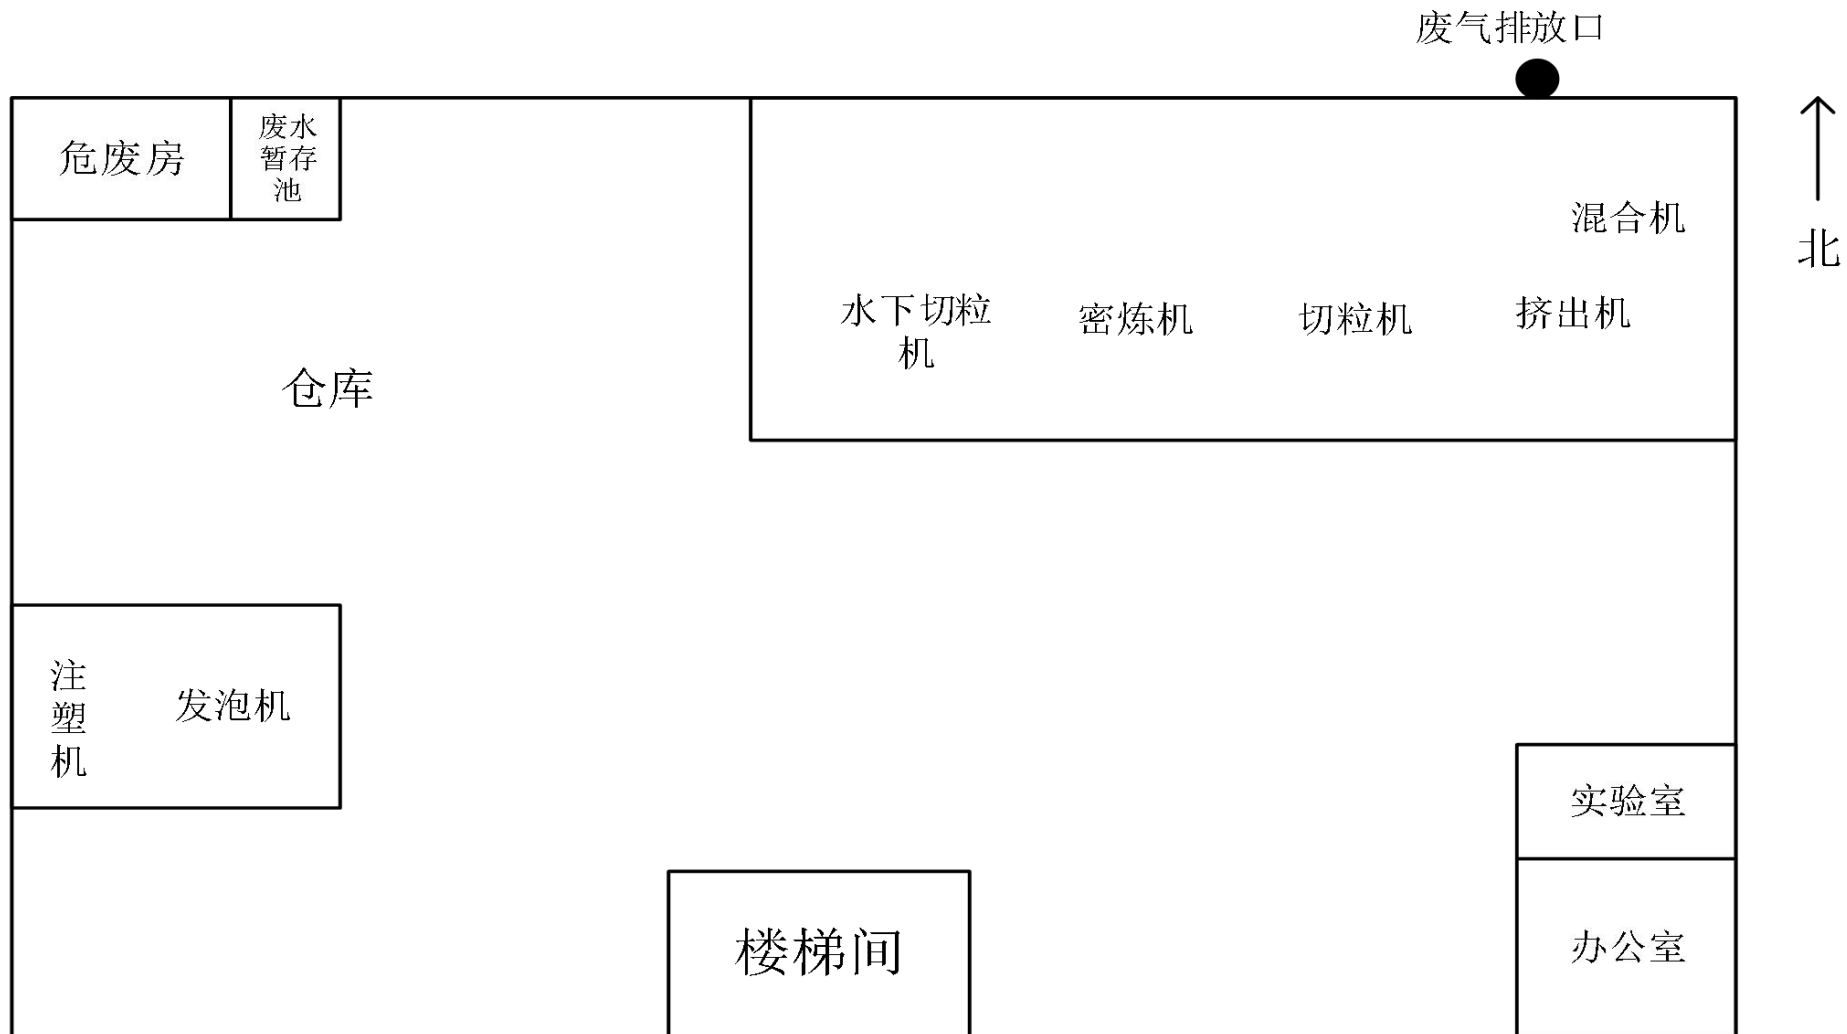 废气排放口
危废房
废水
暂存
池
混合机
北
水下切粒
机
密炼机
切粒机
挤出机
仓库
注
塑
机
发泡机
实验室
楼梯间
办公室